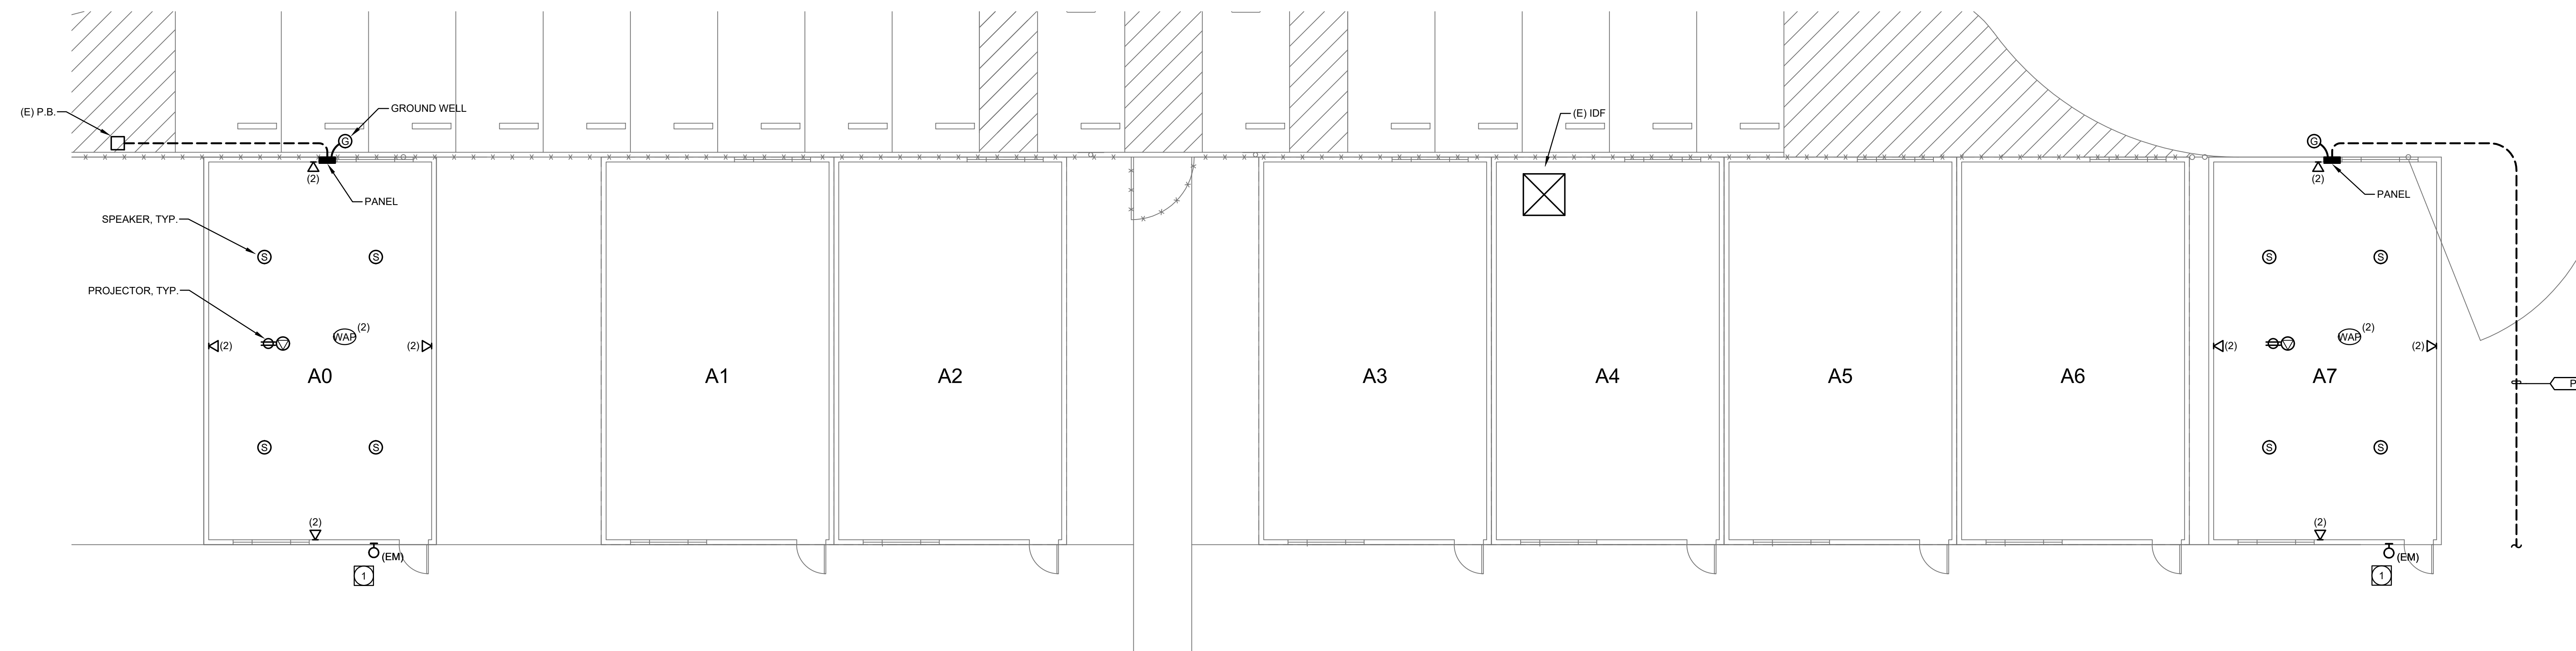 (E) P.B.
GROUND WELL
G
(E) IDF
G
(2)
PANEL
(2)
PANEL
SPEAKER, TYP.
S
S
S
S
PROJECTOR, TYP.
WAP
(2)
WAP
(2)
(2)
(2)
(2)
(2)
A0
A1
A2
A3
A4
A5
A6
A7
P
S
S
S
S
(2)
(EM)
(2)
(EM)
1
1